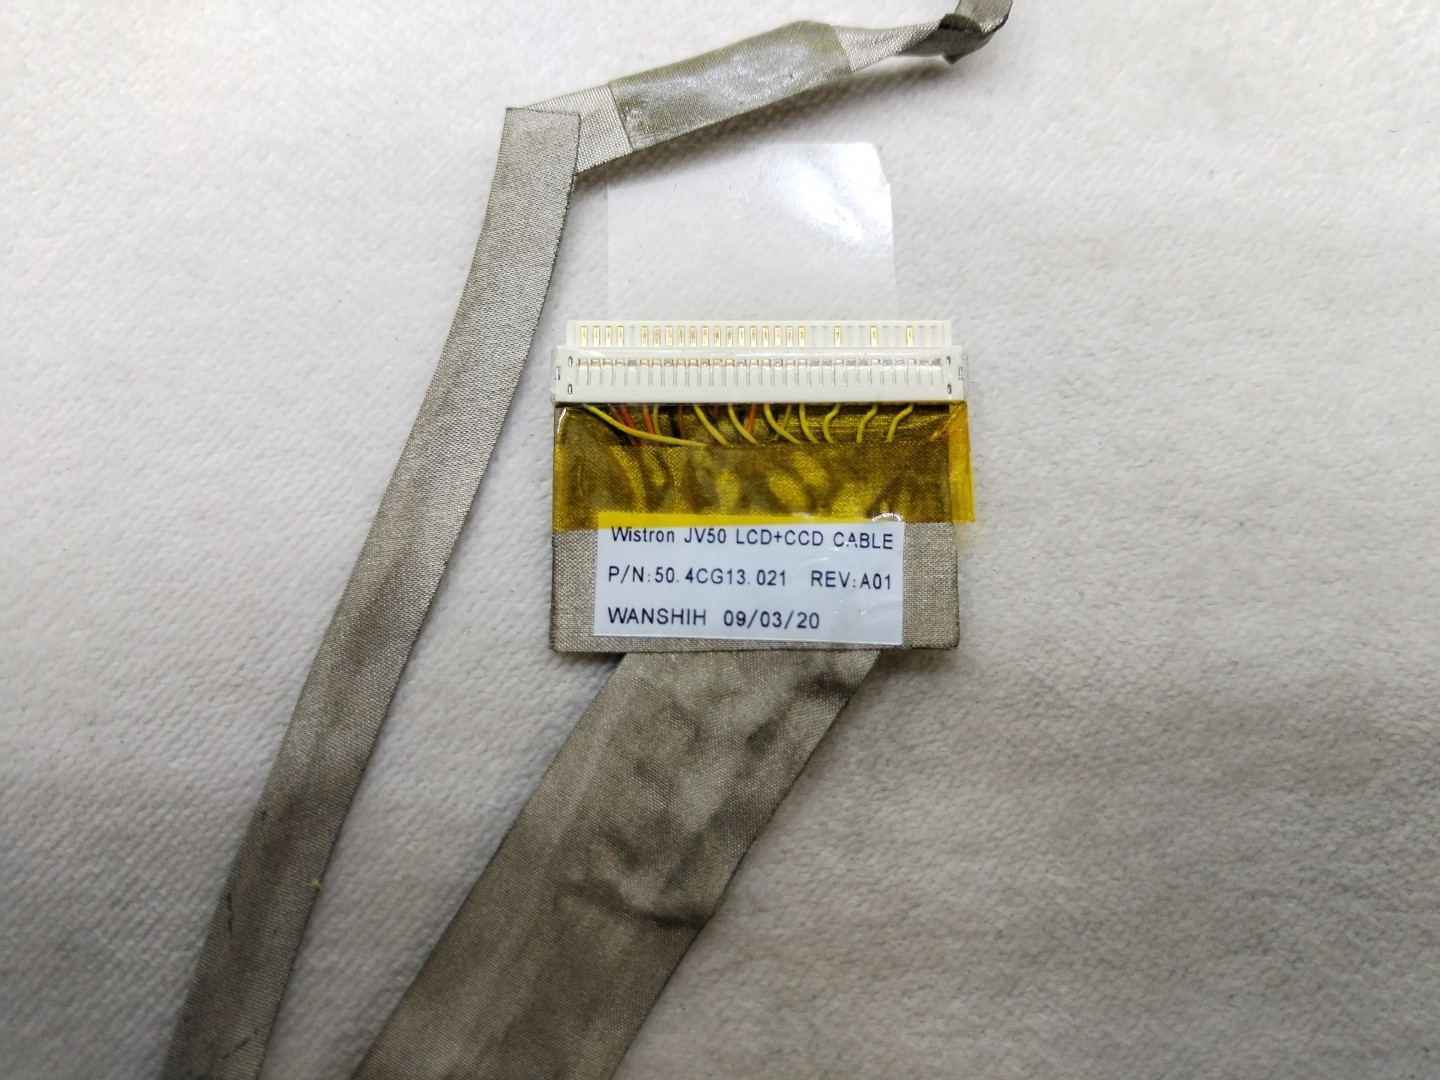 Wistron JV50 LCD+CCD CABLE
P/N:50.4CG13.021 REV:A01
WANSHIH 09/03/20